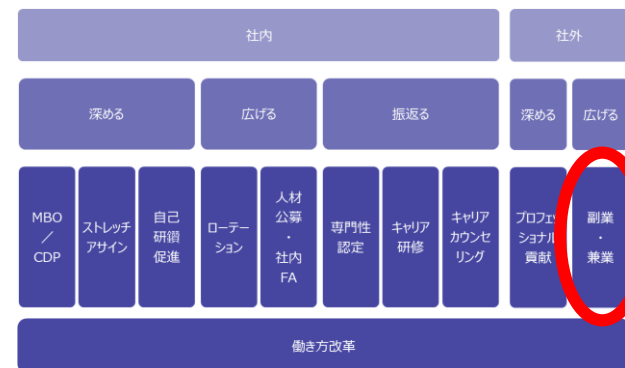 社内
社外
深める
広げる
振返る
深める
広げる
MBO
／
CDP
ストレッチ
アサイン
自己
研鑽
促進
ローテー
ション
人材
公募
・
社内
FA
専門性
認定
キャリア
研修
キャリア
カウンセ
リング
プロフェッ
ショナル
貢献
副業
・
兼業
働き方改革